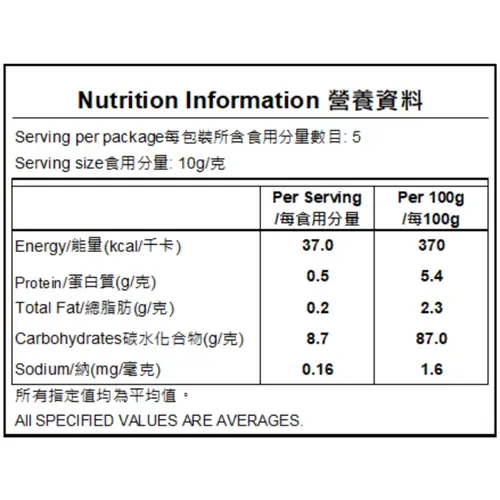 Nutrition Information 營養資料
Serving per package每包裝所含食用分量數目: 5
Serving size食用分量: 10g/克
Per Serving Per 100g
/每食用分量 /每100g
Energy/能量(kcal/千卡) 37.0 370
Protein/蛋白質(g/克) 0.5 5.4
Total Fat/總脂肪(g/克) 0.2 2.3
Carbohydrates碳水化合物(g/克) 8.7 87.0
Sodium/納(mg/毫克) 0.16 1.6
所有指定值均為平均值。
All SPECIFIED VALUES ARE AVERAGES.